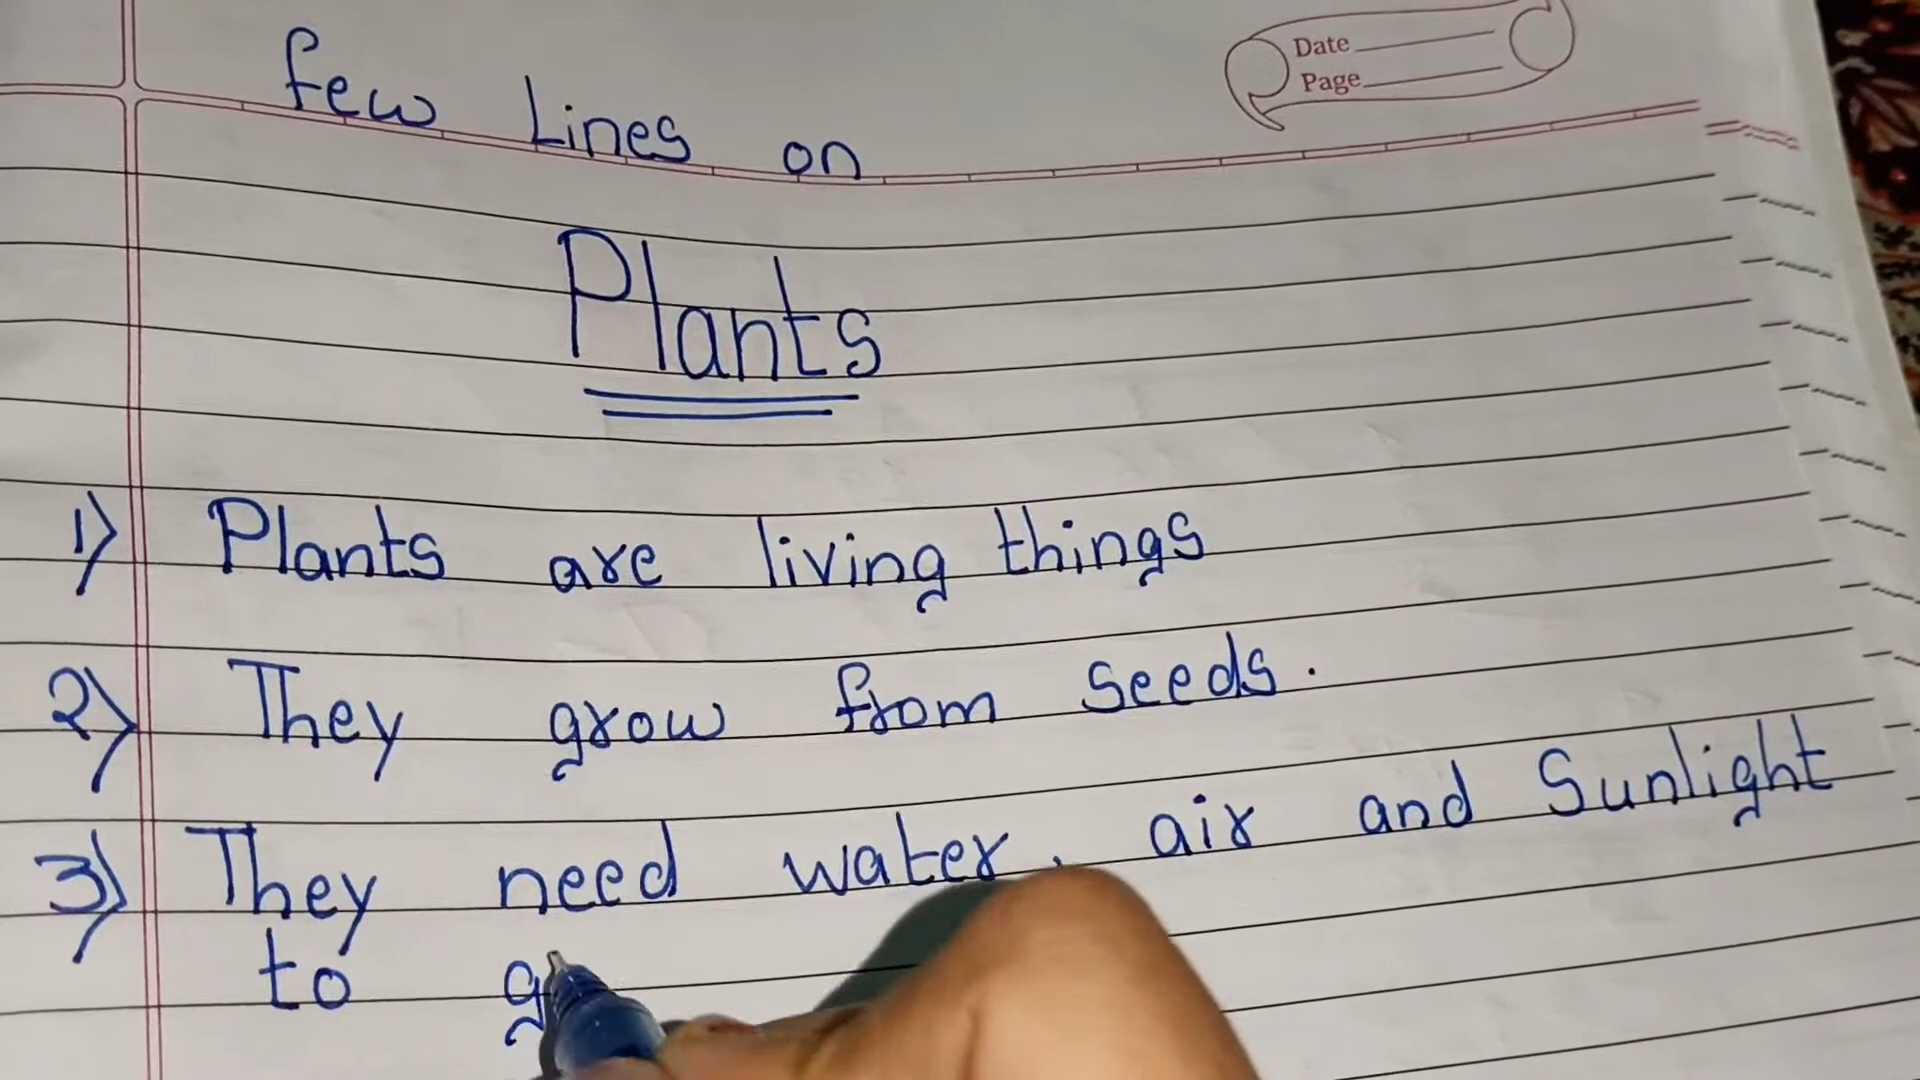 Date
Page
few Lines on
Plants
1) Plants are living things
2) They grow from seeds.
3) They need water, air and Sunlight
to g